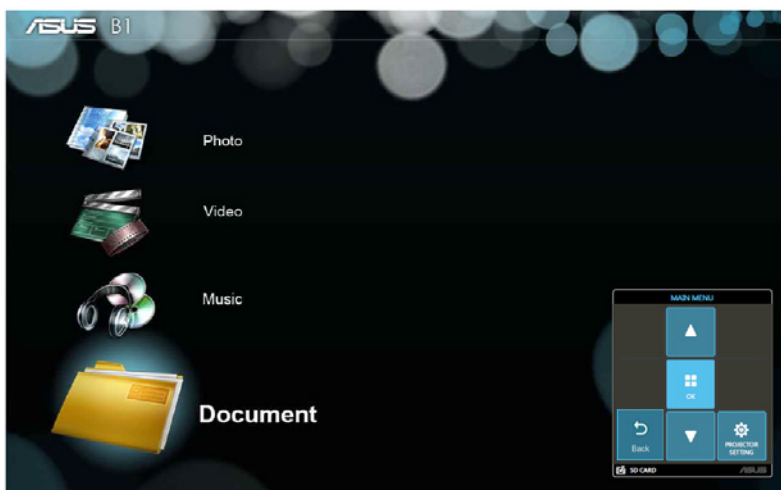 ASUS B1
Photo
Video
Music
Document
MAIN MENU
OK
Back
PROJECTOR
SETTING
SD CARD
ASUS